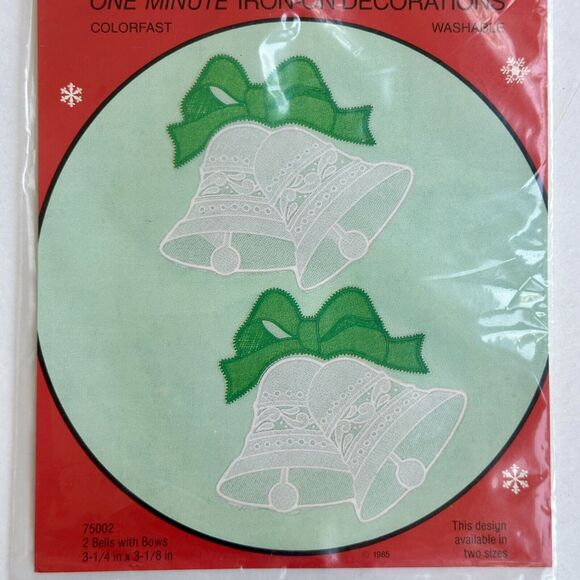 ONE MINUTE IRON-ON DECORATIONS
COLORFAST
WASHABLE
75002
2 Bells with Bows
3-1/4 in x 3-1/8 in
© 1985
This design
available in
two sizes